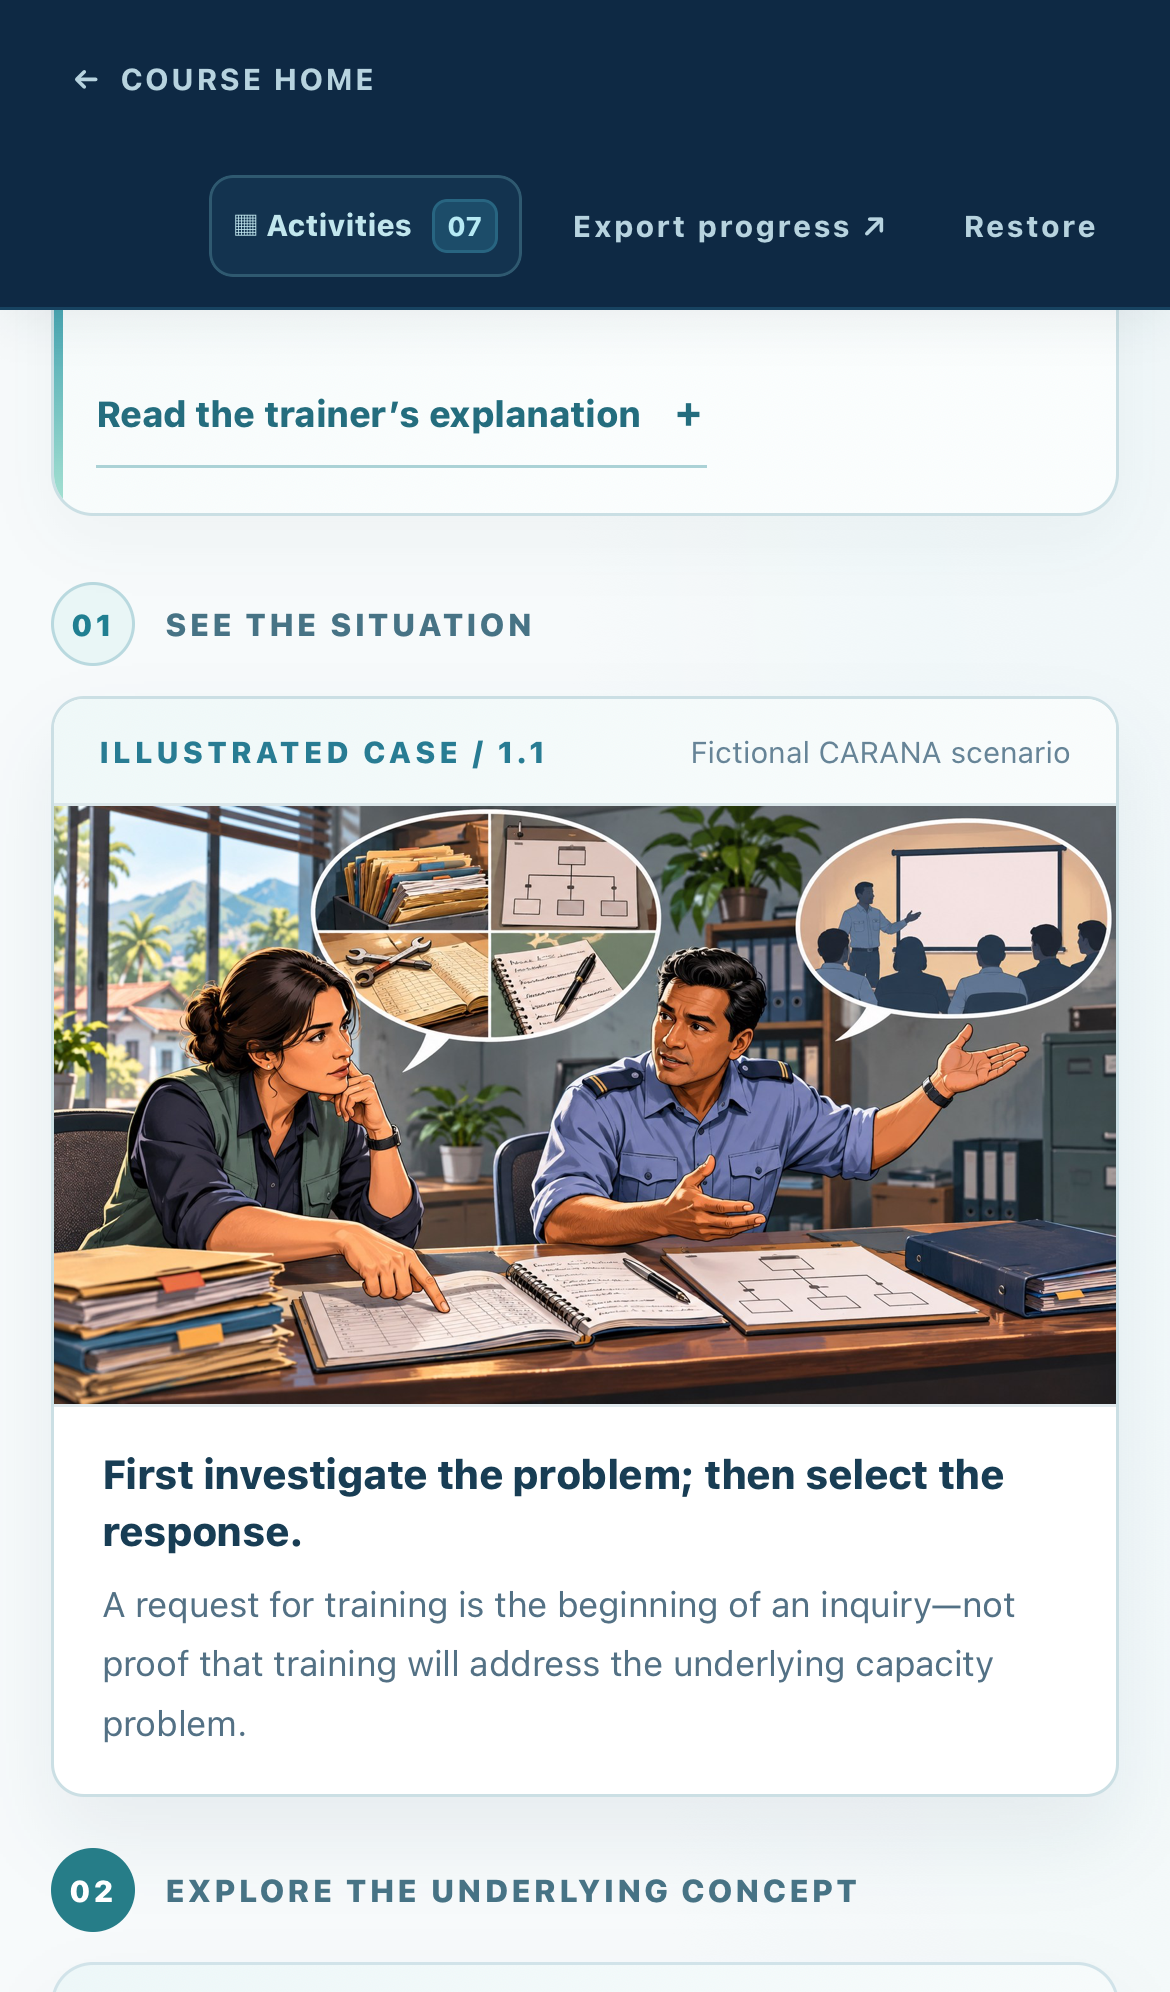 ← COURSE HOME
▦ Activities 07 Export progress ↗ Restore
Read the trainer’s explanation +
01 SEE THE SITUATION
ILLUSTRATED CASE / 1.1 Fictional CARANA scenario
First investigate the problem; then select the
response.
A request for training is the beginning of an inquiry—not
proof that training will address the underlying capacity
problem.
02 EXPLORE THE UNDERLYING CONCEPT